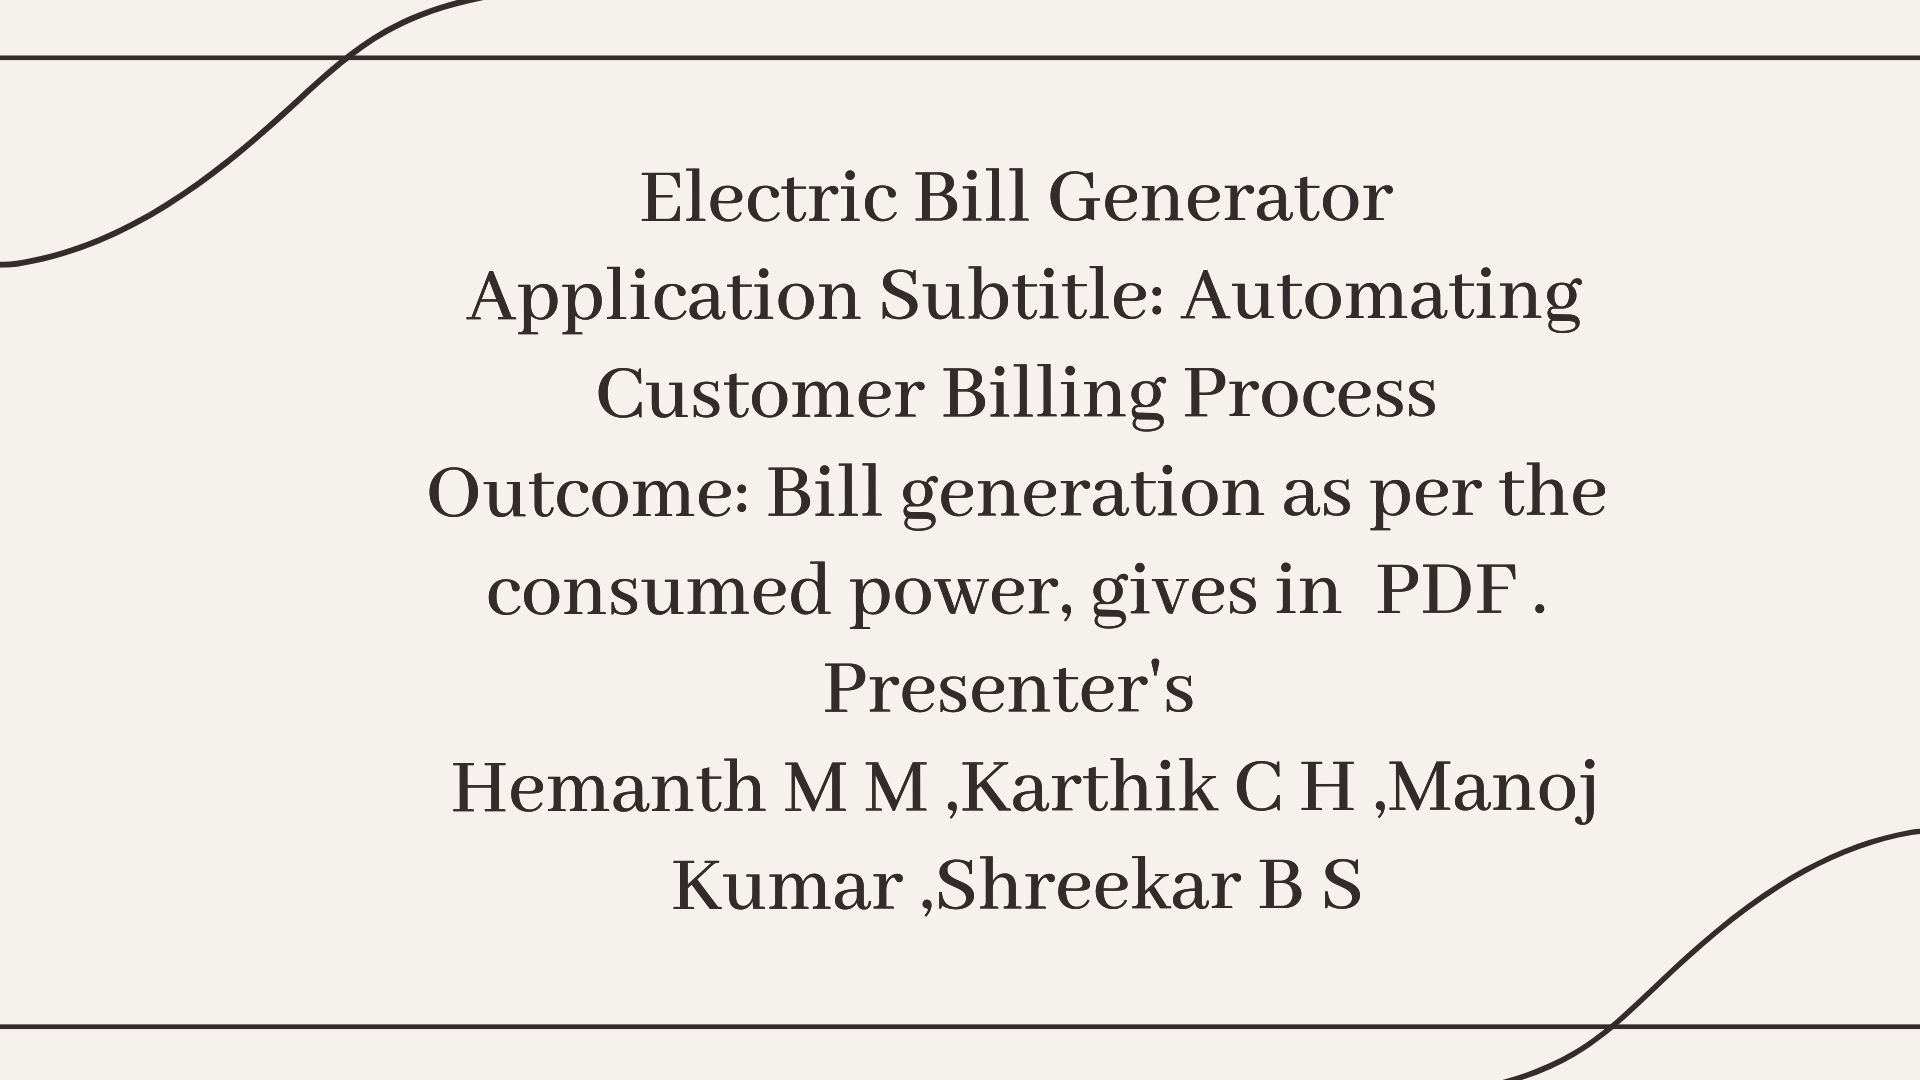 Electric Bill Generator
Application Subtitle: Automating
Customer Billing Process
Outcome: Bill generation as per the
consumed power, gives in  PDF .
Presenter's
Hemanth M M ,Karthik C H ,Manoj
Kumar ,Shreekar B S